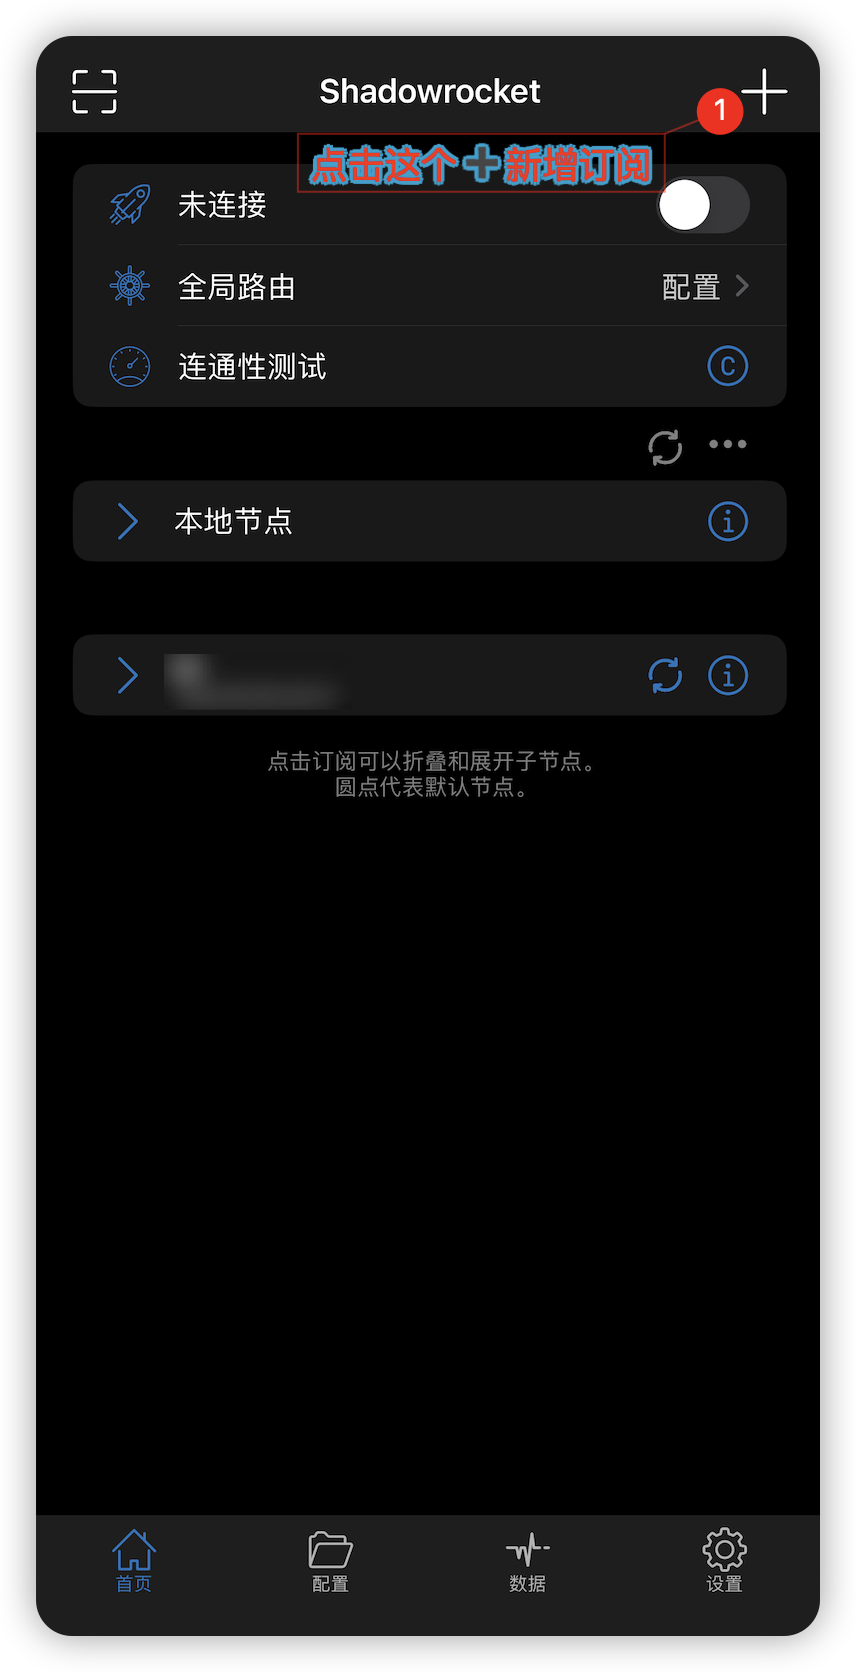 Shadowrocket
1
点击这个➕新增订阅
未连接
全局路由 配置
连通性测试 C
本地节点
点击订阅可以折叠和展开子节点。
圆点代表默认节点。
首页 配置 数据 设置